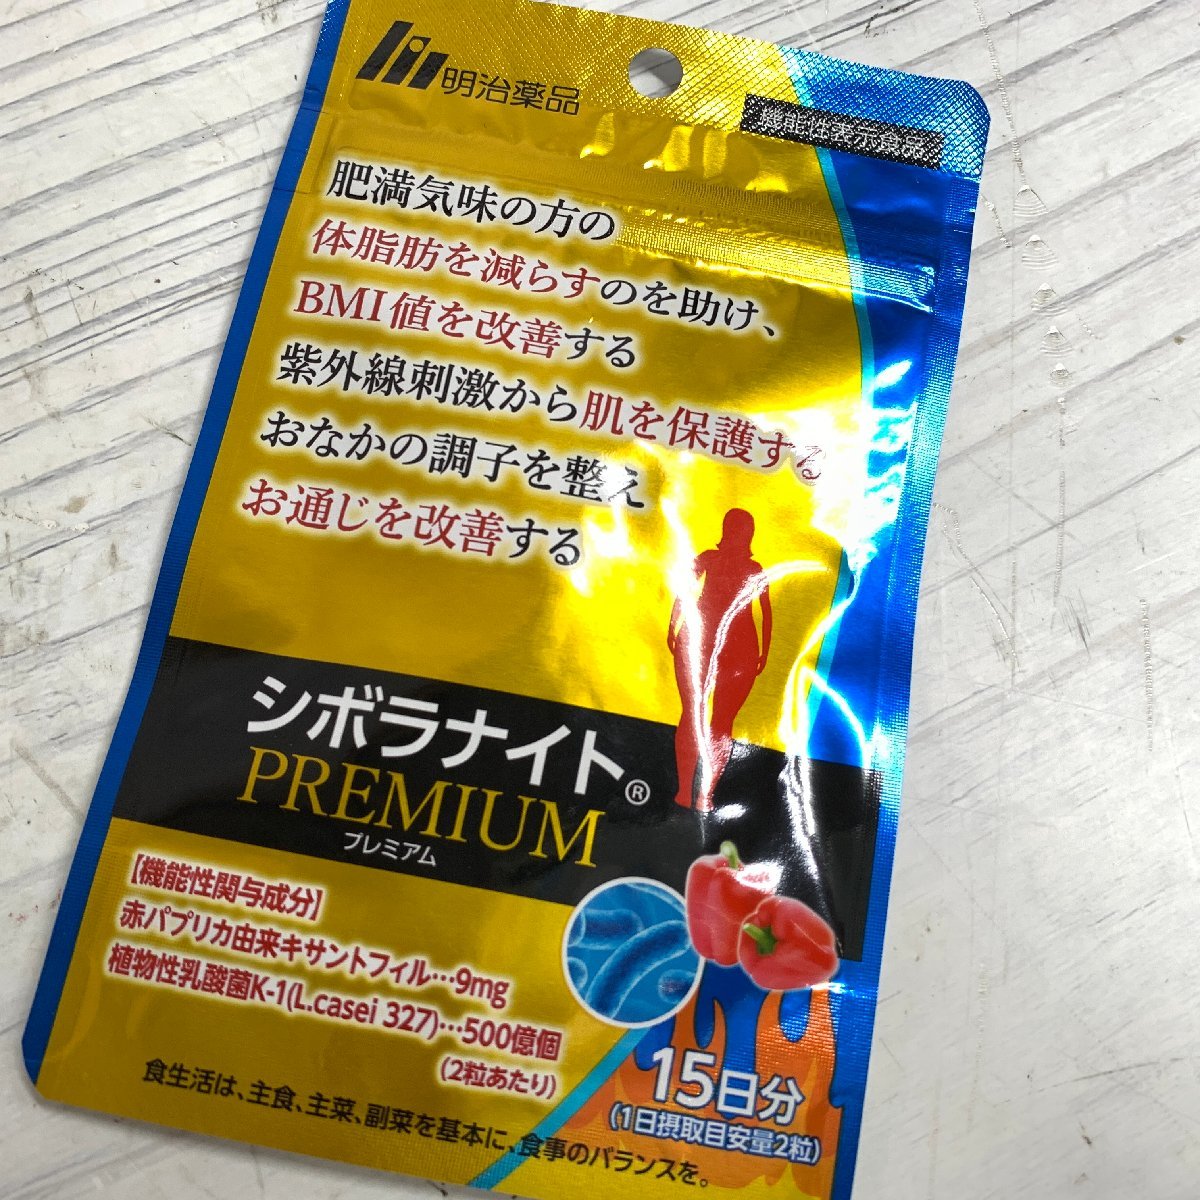 明治薬品
機能性表示食品
肥満気味の方の
体脂肪を減らすのを助け、
BMI値を改善する
紫外線刺激から肌を保護する
おなかの調子を整え
お通じを改善する
シボラナイト®
PREMIUM
プレミアム
【機能性関与成分】
赤パプリカ由来キサントフィル…9mg
植物性乳酸菌K-1(L.casei 327)…500億個
(2粒あたり)
15日分
(1日摂取目安量2粒)
食生活は、主食、主菜、副菜を基本に、食事のバランスを。